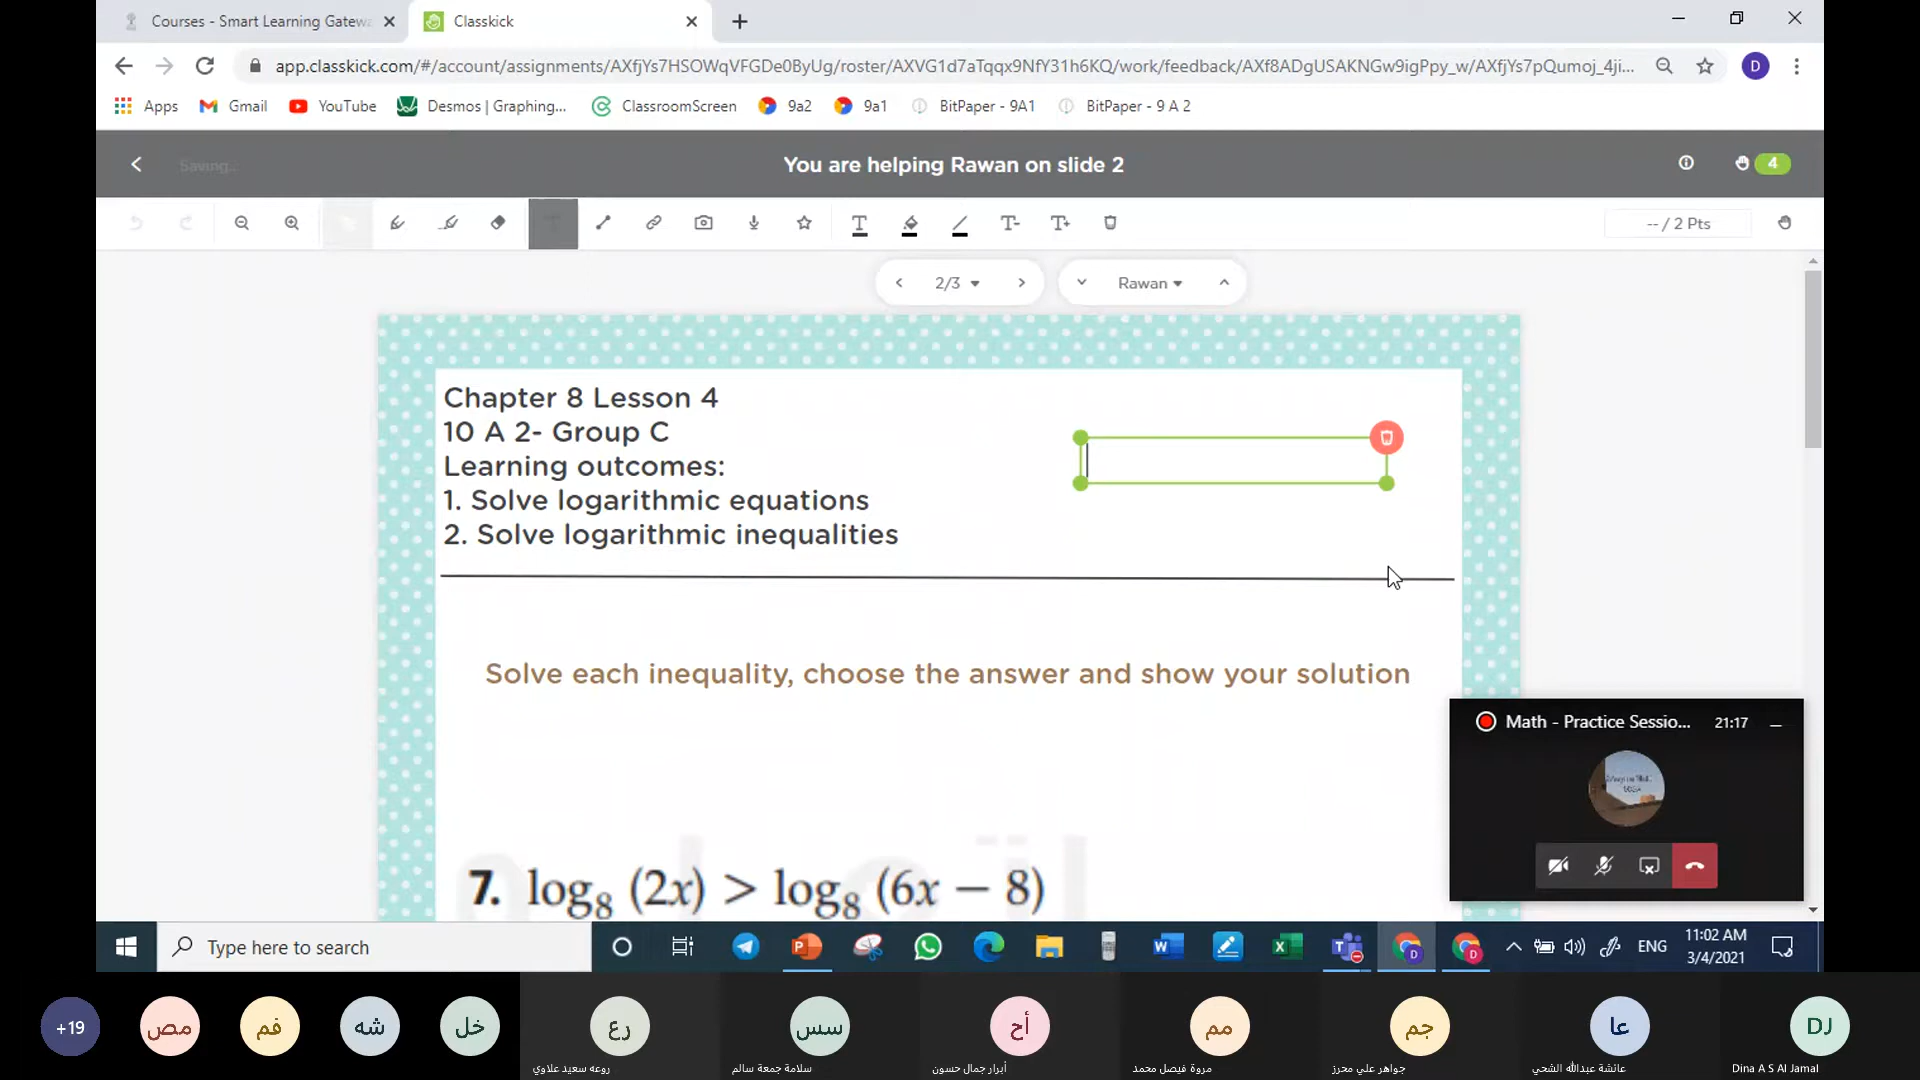 Courses - Smart Learning Gatew
Classkick
app.classkick.com/#/account/assignments/AXfjYs7HSOWqVFGDe0ByUg/roster/AXVG1d7aTqqx9NfY31h6KQ/work/feedback/AXf8ADgUSAKNGw9igPpy_w/AXfjYs7pQumoj_4ji...
D
Apps
Gmail
YouTube
Desmos | Graphing...
ClassroomScreen
9a2
9a1
BitPaper - 9A1
BitPaper - 9 A 2
Saving..
You are helping Rawan on slide 2
4
-- / 2 Pts
2/3
Rawan
Chapter 8 Lesson 4
10 A 2- Group C
Learning outcomes:
1. Solve logarithmic equations
2. Solve logarithmic inequalities
Solve each inequality, choose the answer and show your solution
7. log₈ (2x) > log₈ (6x − 8)
Math - Practice Sessio...
21:17
Type here to search
ENG
11:02 AM
3/4/2021
+19
مص
فم
شه
خل
رع
سس
أح
مم
جم
عا
DJ
روعه سعيد علاوي
سلامة جمعة سالم
أبرار جمال حسون
مروة فيصل محمد
جواهر علي محرز
عائشة عبدالله الشحي
Dina A S Al Jamal